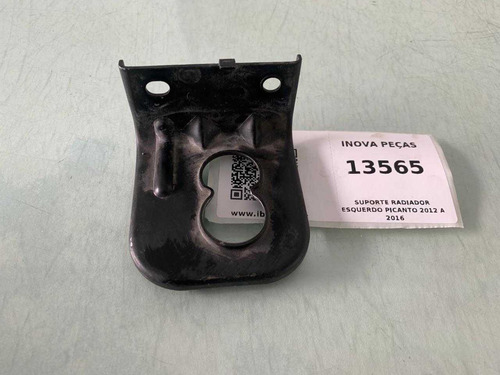 INOVA PEÇAS
13565
SUPORTE RADIADOR
ESQUERDO PICANTO 2012 A
2016
www.ib